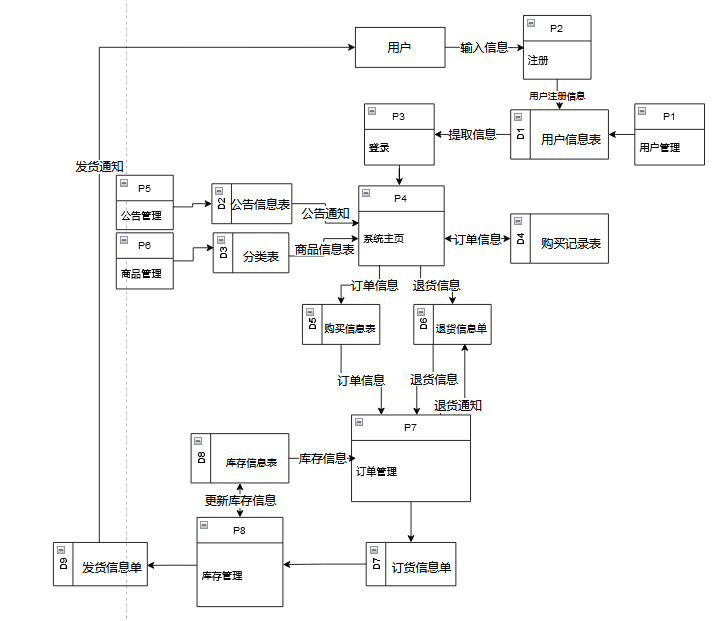 用户
输入信息
P2
注册
用户注册信息
P3
登录
提取信息
D1
用户信息表
P1
用户管理
发货通知
P5
公告管理
D2
公告信息表
公告通知
P4
系统主页
订单信息
D4
购买记录表
P6
商品管理
D3
分类表
商品信息表
订单信息
退货信息
D5
购买信息表
D6
退货信息单
订单信息
退货信息
退货通知
P7
订单管理
D8
库存信息表
库存信息
更新库存信息
P8
库存管理
D9
发货信息单
D7
订货信息单